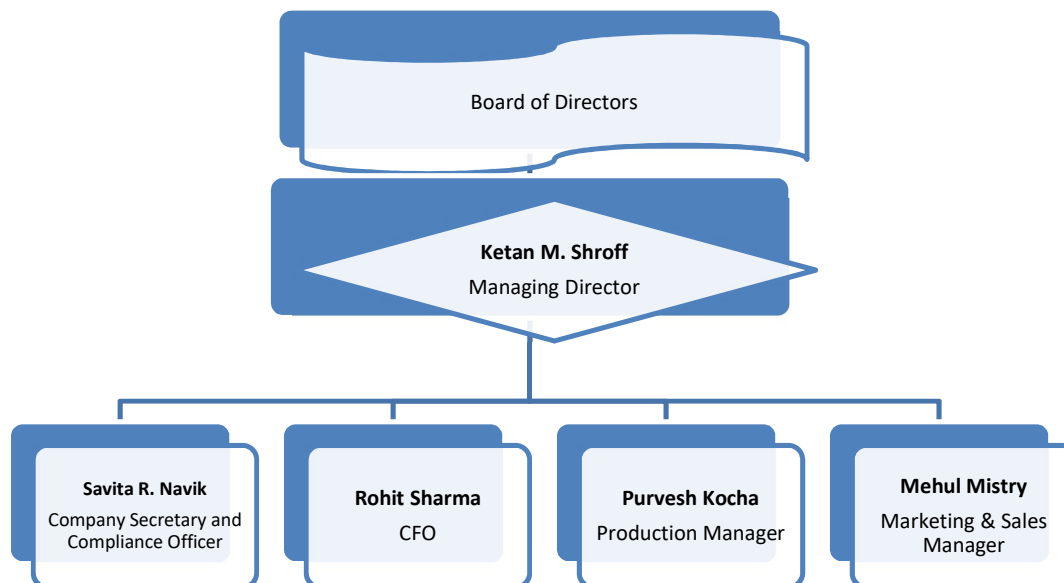 Board of Directors
Ketan M. Shroff
Managing Director
Savita R. Navik
Company Secretary and
Compliance Officer
Rohit Sharma
CFO
Purvesh Kocha
Production Manager
Mehul Mistry
Marketing & Sales
Manager